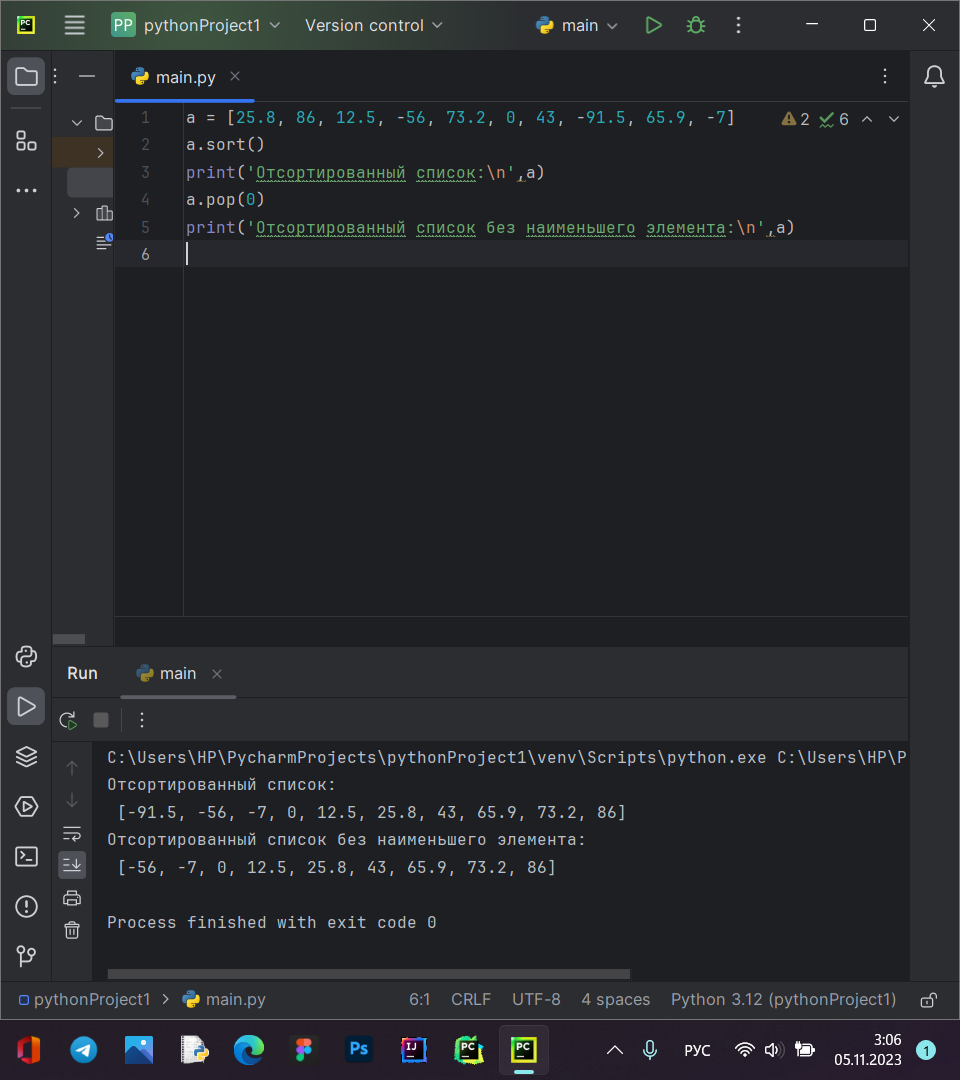 PC PP pythonProject1 Version control main
main.py
1 a = [25.8, 86, 12.5, -56, 73.2, 0, 43, -91.5, 65.9, -7] 2 6
2 a.sort()
3 print('Отсортированный список:\n',a)
4 a.pop(0)
5 print('Отсортированный список без наименьшего элемента:\n',a)
6
Run main
C:\Users\HP\PycharmProjects\pythonProject1\venv\Scripts\python.exe C:\Users\HP\P
Отсортированный список:
[-91.5, -56, -7, 0, 12.5, 25.8, 43, 65.9, 73.2, 86]
Отсортированный список без наименьшего элемента:
[-56, -7, 0, 12.5, 25.8, 43, 65.9, 73.2, 86]
Process finished with exit code 0
pythonProject1 main.py 6:1 CRLF UTF-8 4 spaces Python 3.12 (pythonProject1)
Ps IJ PC PC РУС 3:06
05.11.2023 1